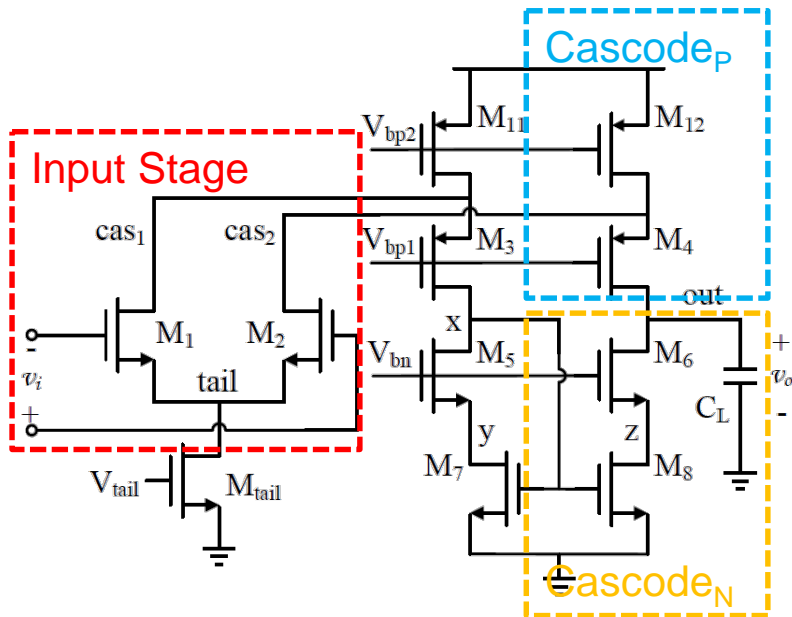 Cascode_P
V_bp2
M_11
M_12
Input Stage
cas_1
cas_2
V_bp1
M_3
M_4
out
x
-
M_1
M_2
V_bn
M_5
M_6
+
v_i
tail
C_L
v_o
+
y
z
-
V_tail
M_tail
M_7
M_8
Cascode_N